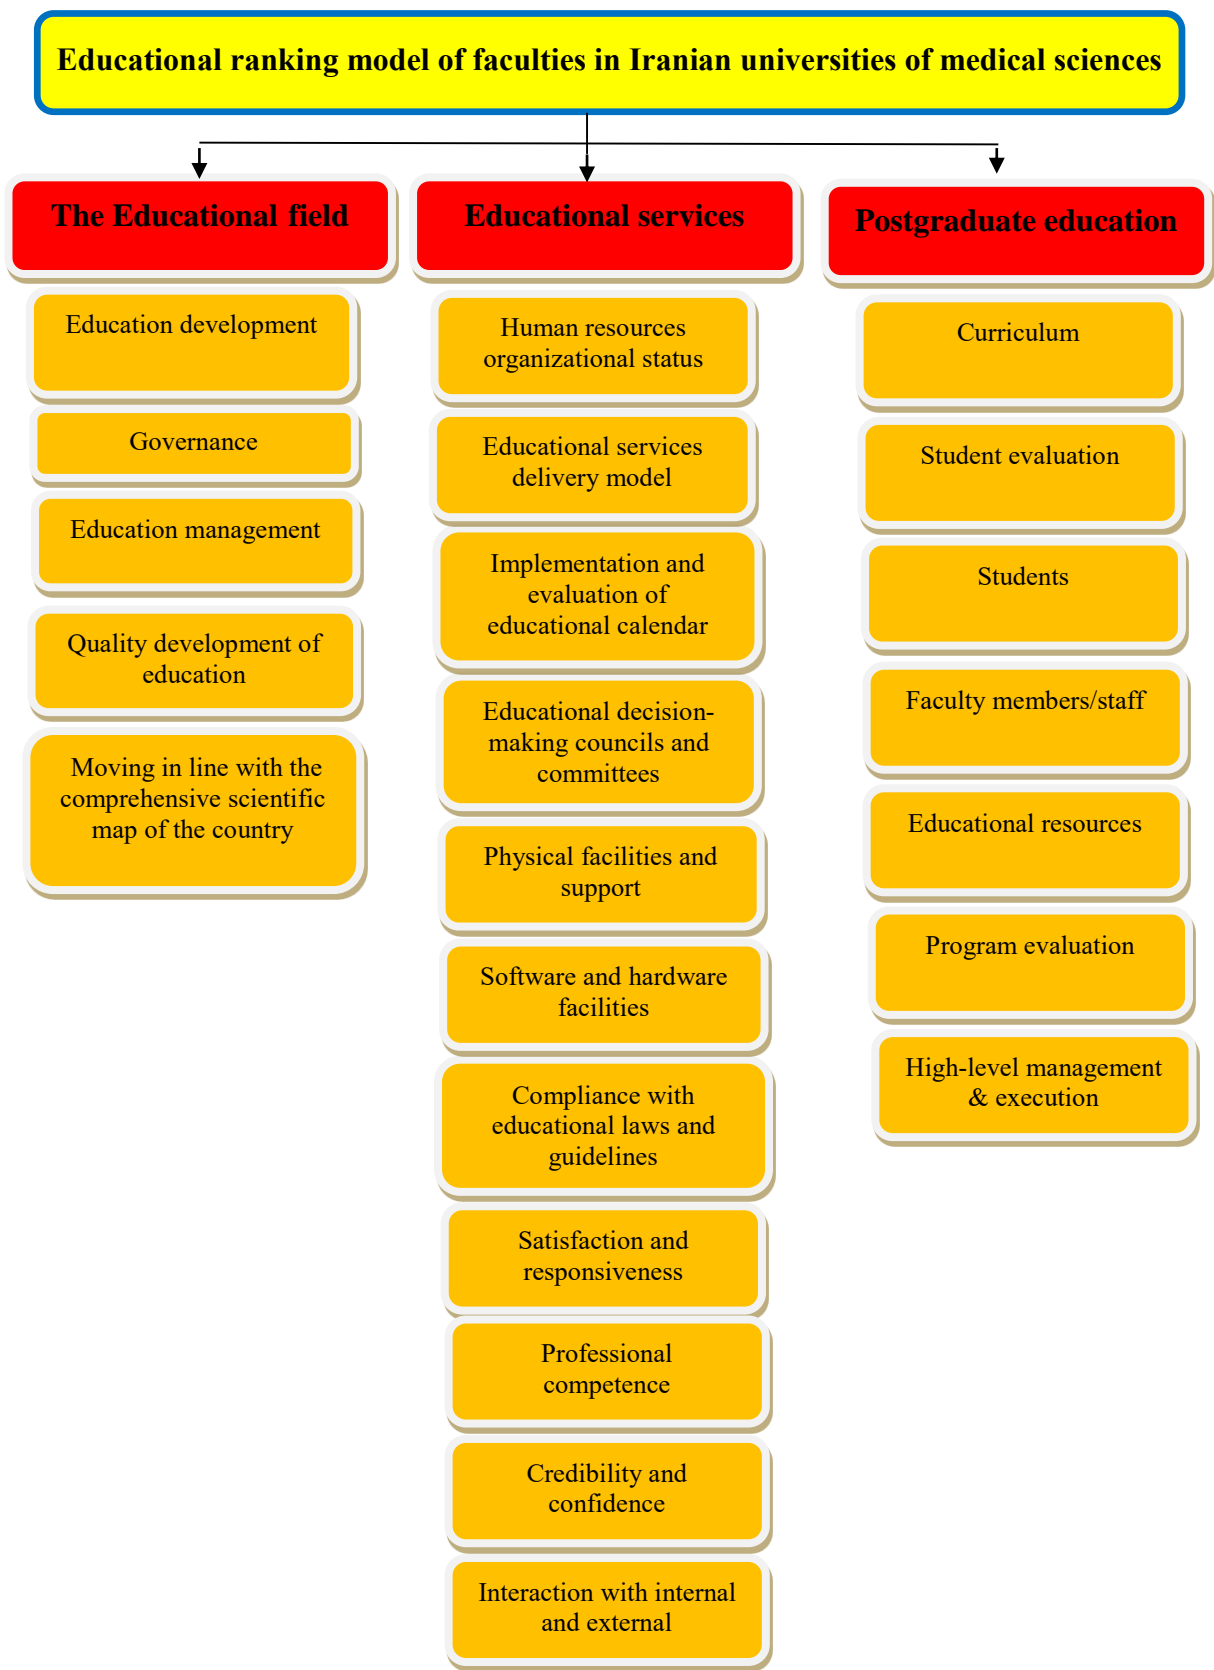 Educational ranking model of faculties in Iranian universities of medical sciences
The Educational field
Education development
Governance
Education management
Quality development of
education
Moving in line with the
comprehensive scientific
map of the country
Educational services
Human resources
organizational status
Educational services
delivery model
Implementation and
evaluation of
educational calendar
Educational decision-
making councils and
committees
Physical facilities and
support
Software and hardware
facilities
Compliance with
educational laws and
guidelines
Satisfaction and
responsiveness
Professional
competence
Credibility and
confidence
Interaction with internal
and external
Postgraduate education
Curriculum
Student evaluation
Students
Faculty members/staff
Educational resources
Program evaluation
High-level management
& execution